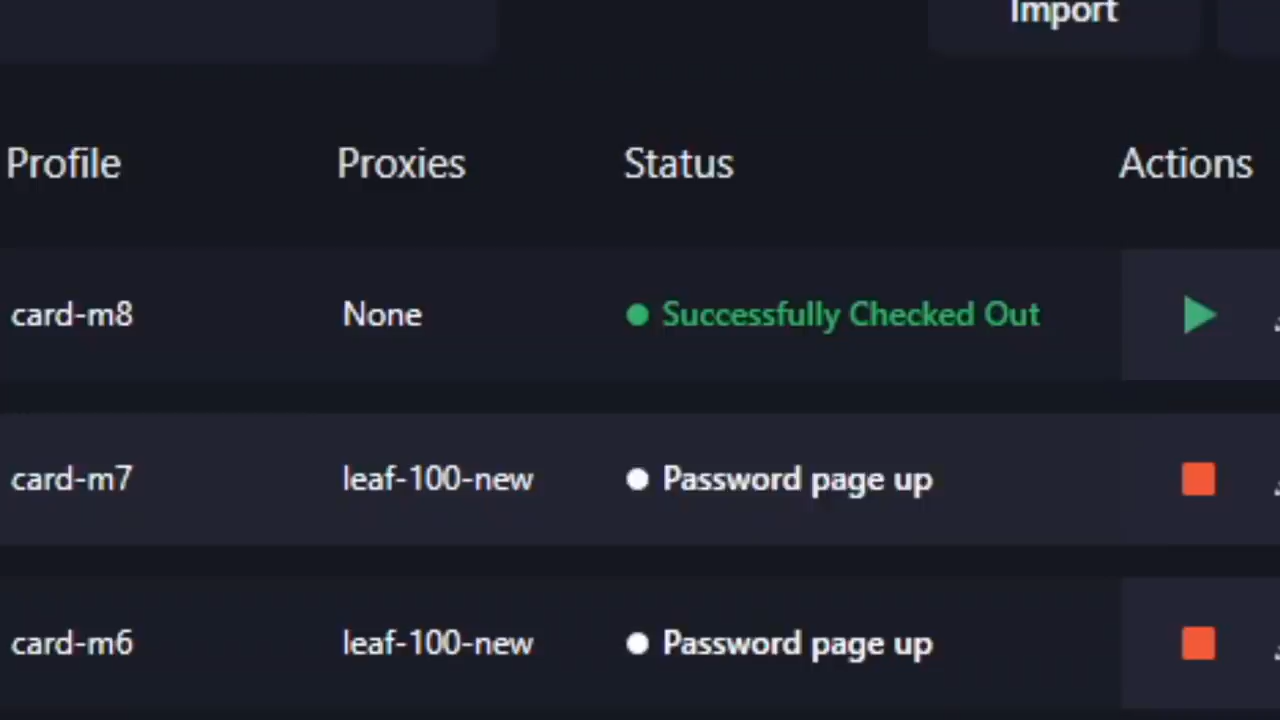 Import
Profile Proxies Status Actions
card-m8 None Successfully Checked Out
card-m7 leaf-100-new Password page up
card-m6 leaf-100-new Password page up